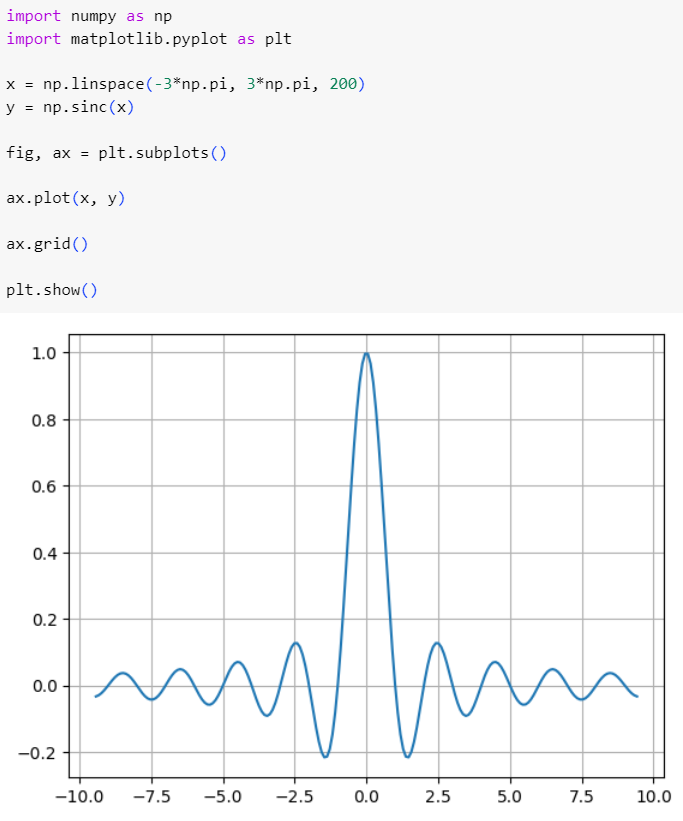 import numpy as np
import matplotlib.pyplot as plt
x = np.linspace(-3*np.pi, 3*np.pi, 200)
y = np.sinc(x)
fig, ax = plt.subplots()
ax.plot(x, y)
ax.grid()
plt.show()
1.0
0.8
0.6
0.4
0.2
0.0
−0.2
−10.0 −7.5 −5.0 −2.5 0.0 2.5 5.0 7.5 10.0